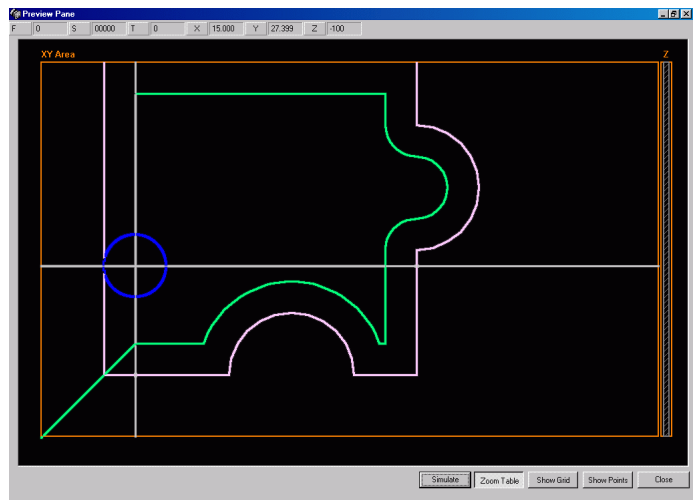 Preview Pane
F 0 S 00000 T 0 X 15.000 Y 27.399 Z -100
XY Area Z
Simulate Zoom Table Show Grid Show Points Close